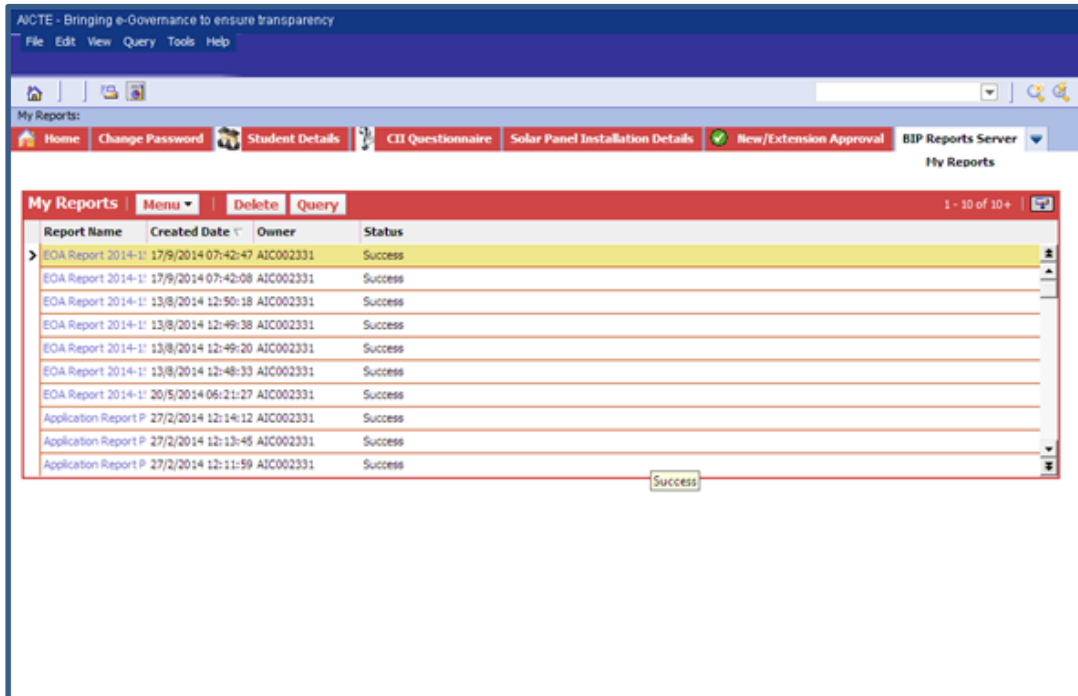 AICTE - Bringing e-Governance to ensure transparency
File Edit View Query Tools Help
My Reports:
Home Change Password Student Details CII Questionnaire Solar Panel Installation Details New/Extension Approval BIP Reports Server
My Reports
My Reports Menu Delete Query 1 - 10 of 10+
Report Name Created Date Owner Status
EOA Report 2014-1 17/9/2014 07:42:47 AIC002331 Success
EOA Report 2014-1 17/9/2014 07:42:08 AIC002331 Success
EOA Report 2014-1 13/8/2014 12:50:18 AIC002331 Success
EOA Report 2014-1 13/8/2014 12:49:38 AIC002331 Success
EOA Report 2014-1 13/8/2014 12:49:20 AIC002331 Success
EOA Report 2014-1 13/8/2014 12:48:33 AIC002331 Success
EOA Report 2014-1 20/5/2014 06:21:27 AIC002331 Success
Application Report P 27/2/2014 12:14:12 AIC002331 Success
Application Report P 27/2/2014 12:13:45 AIC002331 Success
Application Report P 27/2/2014 12:11:59 AIC002331 Success
Success